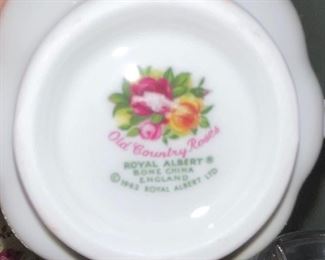 Old Country Roses
ROYAL ALBERT®
BONE CHINA
ENGLAND
© 1962 ROYAL ALBERT LTD